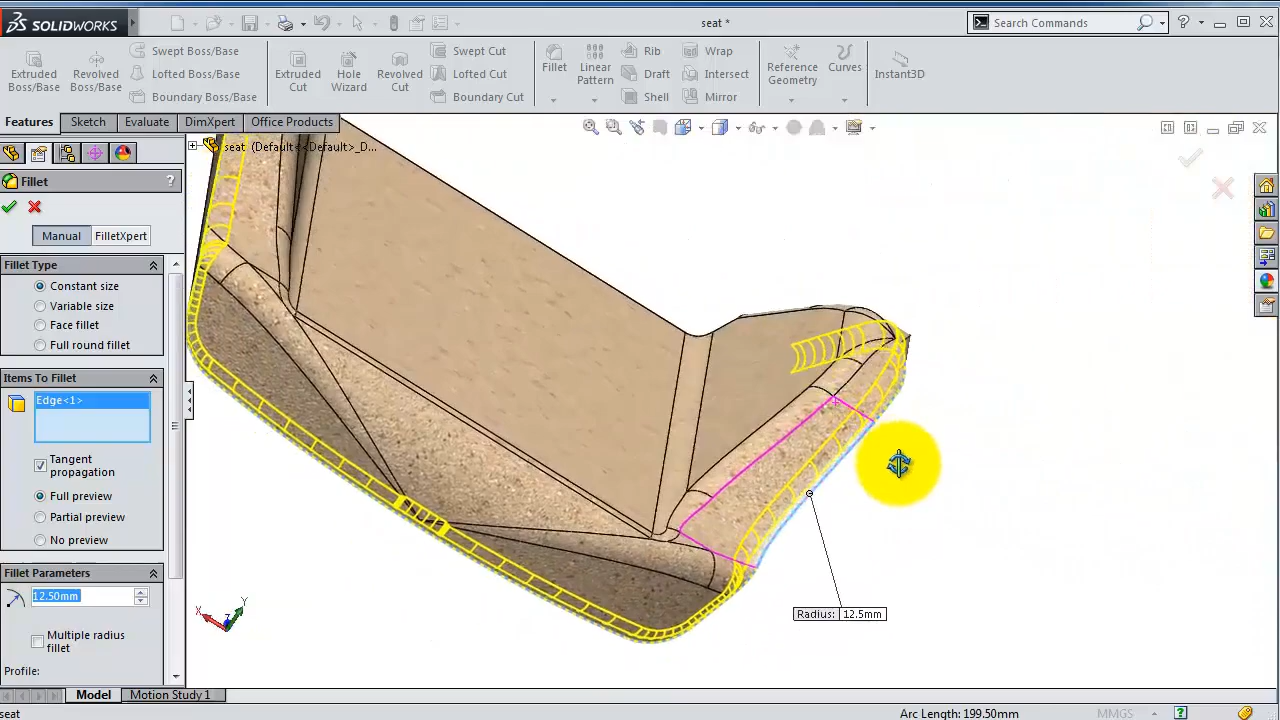 SOLIDWORKS
seat *
Search Commands
?
Extruded Boss/Base
Revolved Boss/Base
Swept Boss/Base
Lofted Boss/Base
Boundary Boss/Base
Extruded Cut
Hole Wizard
Revolved Cut
Swept Cut
Lofted Cut
Boundary Cut
Fillet
Linear Pattern
Rib
Draft
Shell
Wrap
Intersect
Mirror
Reference Geometry
Curves
Instant3D
Features
Sketch
Evaluate
DimXpert
Office Products
seat (Default<<Default>_D...
Fillet
?
Manual
FilletXpert
Fillet Type
Constant size
Variable size
Face fillet
Full round fillet
Items To Fillet
Edge<1>
Tangent propagation
Full preview
Partial preview
No preview
Fillet Parameters
12.50mm
Multiple radius fillet
Profile:
Radius: 12.5mm
X
Y
Z
Model
Motion Study 1
seat
Arc Length: 199.50mm
MMGS
?